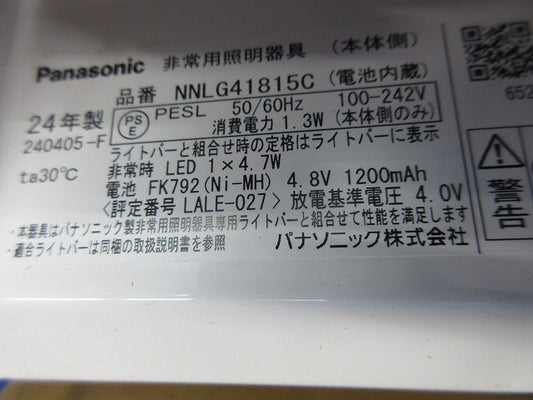 Panasonic 非常用照明器具 (本体側)
品番 NNLG41815C (電池内蔵)
24年製 PS E PESL 50/60Hz 100-242V
240405-F 消費電力 1.3W (本体側のみ)
ライトバーと組合せ時の定格はライトバーに表示
ta30℃ 非常時 LED 1×4.7W
電池 FK792(Ni-MH) 4.8V 1200mAh
<評定番号 LALE-027> 放電基準電圧 4.0V
・本器具はパナソニック製非常用照明器具専用ライトバーと組合せて性能を満足します
・適合ライトバーは同梱の取扱説明書を参照 パナソニック株式会社
652
警告